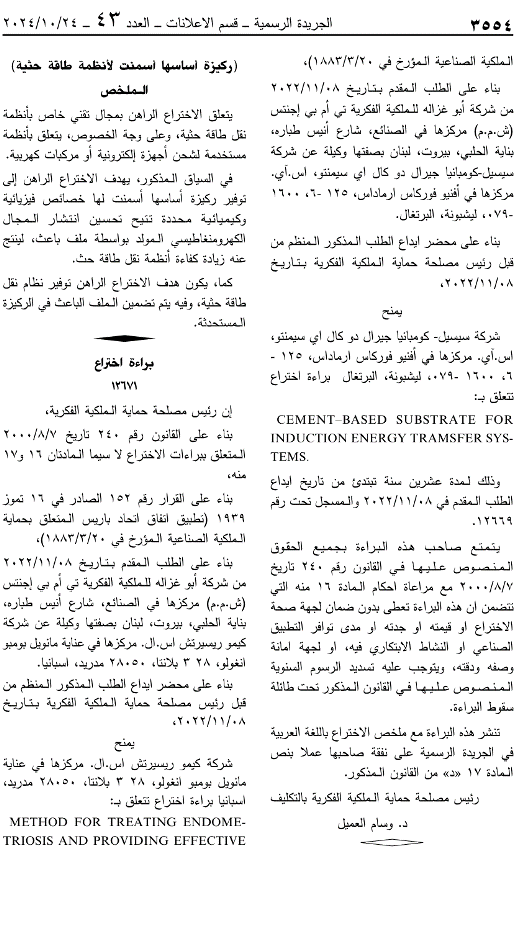 ٣٥٥٤
الجريدة الرسمية – قسم الاعلانات – العدد ٤٣ – ٢٠٢٤/١٠/٢٤
الملكية الصناعية المؤرخ في ١٨٨٣/٣/٢٠)،
بناء على الطلب المقدم بتاريخ ٢٠٢٢/١١/٠٨
من شركة أبو غزاله للملكية الفكرية تي أم بي إجنتس
(ش.م.م) مركزها في الصنائع، شارع أنيس طباره،
بناية الحلبي، بيروت، لبنان بصفتها وكيلة عن شركة
سيسيل-كومبانيا جيرال دو كال اي سيمنتو، اس.آي.
مركزها في أفنيو فوركاس ارماداس، ١٢٥ -٦، ١٦٠٠
-٠٧٩، ليشبونة، البرتغال.
بناء على محضر ايداع الطلب المذكور المنظم من
قبل رئيس مصلحة حماية الملكية الفكرية بتاريخ
٢٠٢٢/١١/٠٨،
يمنح
شركة سيسيل- كومبانيا جيرال دو كال اي سيمنتو،
اس.آي. مركزها في أفنيو فوركاس ارماداس، ١٢٥ -
٦، ١٦٠٠ -٠٧٩، ليشبونة، البرتغال براءة اختراع
تتعلق بـ:
CEMENT–BASED SUBSTRATE FOR
INDUCTION ENERGY TRAMSFER SYS-
TEMS.
وذلك لمدة عشرين سنة تبتدئ من تاريخ ايداع
الطلب المقدم في ٢٠٢٢/١١/٠٨ والمسجل تحت رقم
١٢٦٦٩.
يتمتع صاحب هذه البراءة بجميع الحقوق
المنصوص عليها في القانون رقم ٢٤٠ تاريخ
٢٠٠٠/٨/٧ مع مراعاة احكام المادة ١٦ منه التي
تتضمن ان هذه البراءة تعطى بدون ضمان لجهة صحة
الاختراع او قيمته او جدته او مدى توافر التطبيق
الصناعي او النشاط الابتكاري فيه، او لجهة امانة
وصفه ودقته، ويتوجب عليه تسديد الرسوم السنوية
المنصوص عليها في القانون المذكور تحت طائلة
سقوط البراءة.
تنشر هذه البراءة مع ملخص الاختراع باللغة العربية
في الجريدة الرسمية على نفقة صاحبها عملا بنص
المادة ١٧ «د» من القانون المذكور.
رئيس مصلحة حماية الملكية الفكرية بالتكليف
د. وسام العميل
(ركيزة أساسها أسمنت لأنظمة طاقة حثية)
الملخص
يتعلق الاختراع الراهن بمجال تقني خاص بأنظمة
نقل طاقة حثية، وعلى وجة الخصوص، يتعلق بأنظمة
مستخدمة لشحن أجهزة إلكترونية أو مركبات كهربية.
في السياق المذكور، يهدف الاختراع الراهن إلى
توفير ركيزة أساسها أسمنت لها خصائص فيزيائية
وكيميائية محددة تتيح تحسين انتشار المجال
الكهرومنغاطيسي المولد بواسطة ملف باعث، لينتج
عنه زيادة كفاءة أنظمة نقل طاقة حث.
كما، يكون هدف الاختراع الراهن توفير نظام نقل
طاقة حثية، وفيه يتم تضمين الملف الباعث في الركيزة
المستحدثة.
براءة اختراع
١٢٦٧١
إن رئيس مصلحة حماية الملكية الفكرية،
بناء على القانون رقم ٢٤٠ تاريخ ٢٠٠٠/٨/٧
المتعلق ببراءات الاختراع لا سيما المادتان ١٦ و١٧
منه،
بناء على القرار رقم ١٥٢ الصادر في ١٦ تموز
١٩٣٩ (تطبيق اتفاق اتحاد باريس المتعلق بحماية
الملكية الصناعية المؤرخ في ١٨٨٣/٣/٢٠)،
بناء على الطلب المقدم بتاريخ ٢٠٢٢/١١/٠٨
من شركة أبو غزاله للملكية الفكرية تي أم بي إجنتس
(ش.م.م) مركزها في الصنائع، شارع أنيس طباره،
بناية الحلبي، بيروت، لبنان بصفتها وكيلة عن شركة
كيمو ريسيرتش اس.ال. مركزها في عناية مانويل بومبو
انغولو، ٢٨ ٣ بلانتا، ٢٨٠٥٠ مدريد، اسبانيا.
بناء على محضر ايداع الطلب المذكور المنظم من
قبل رئيس مصلحة حماية الملكية الفكرية بتاريخ
٢٠٢٢/١١/٠٨،
يمنح
شركة كيمو ريسيرتش اس.ال. مركزها في عناية
مانويل بومبو انغولو، ٢٨ ٣ بلانتا، ٢٨٠٥٠ مدريد،
اسبانيا براءة اختراع تتعلق بـ:
METHOD FOR TREATING ENDOME-
TRIOSIS AND PROVIDING EFFECTIVE